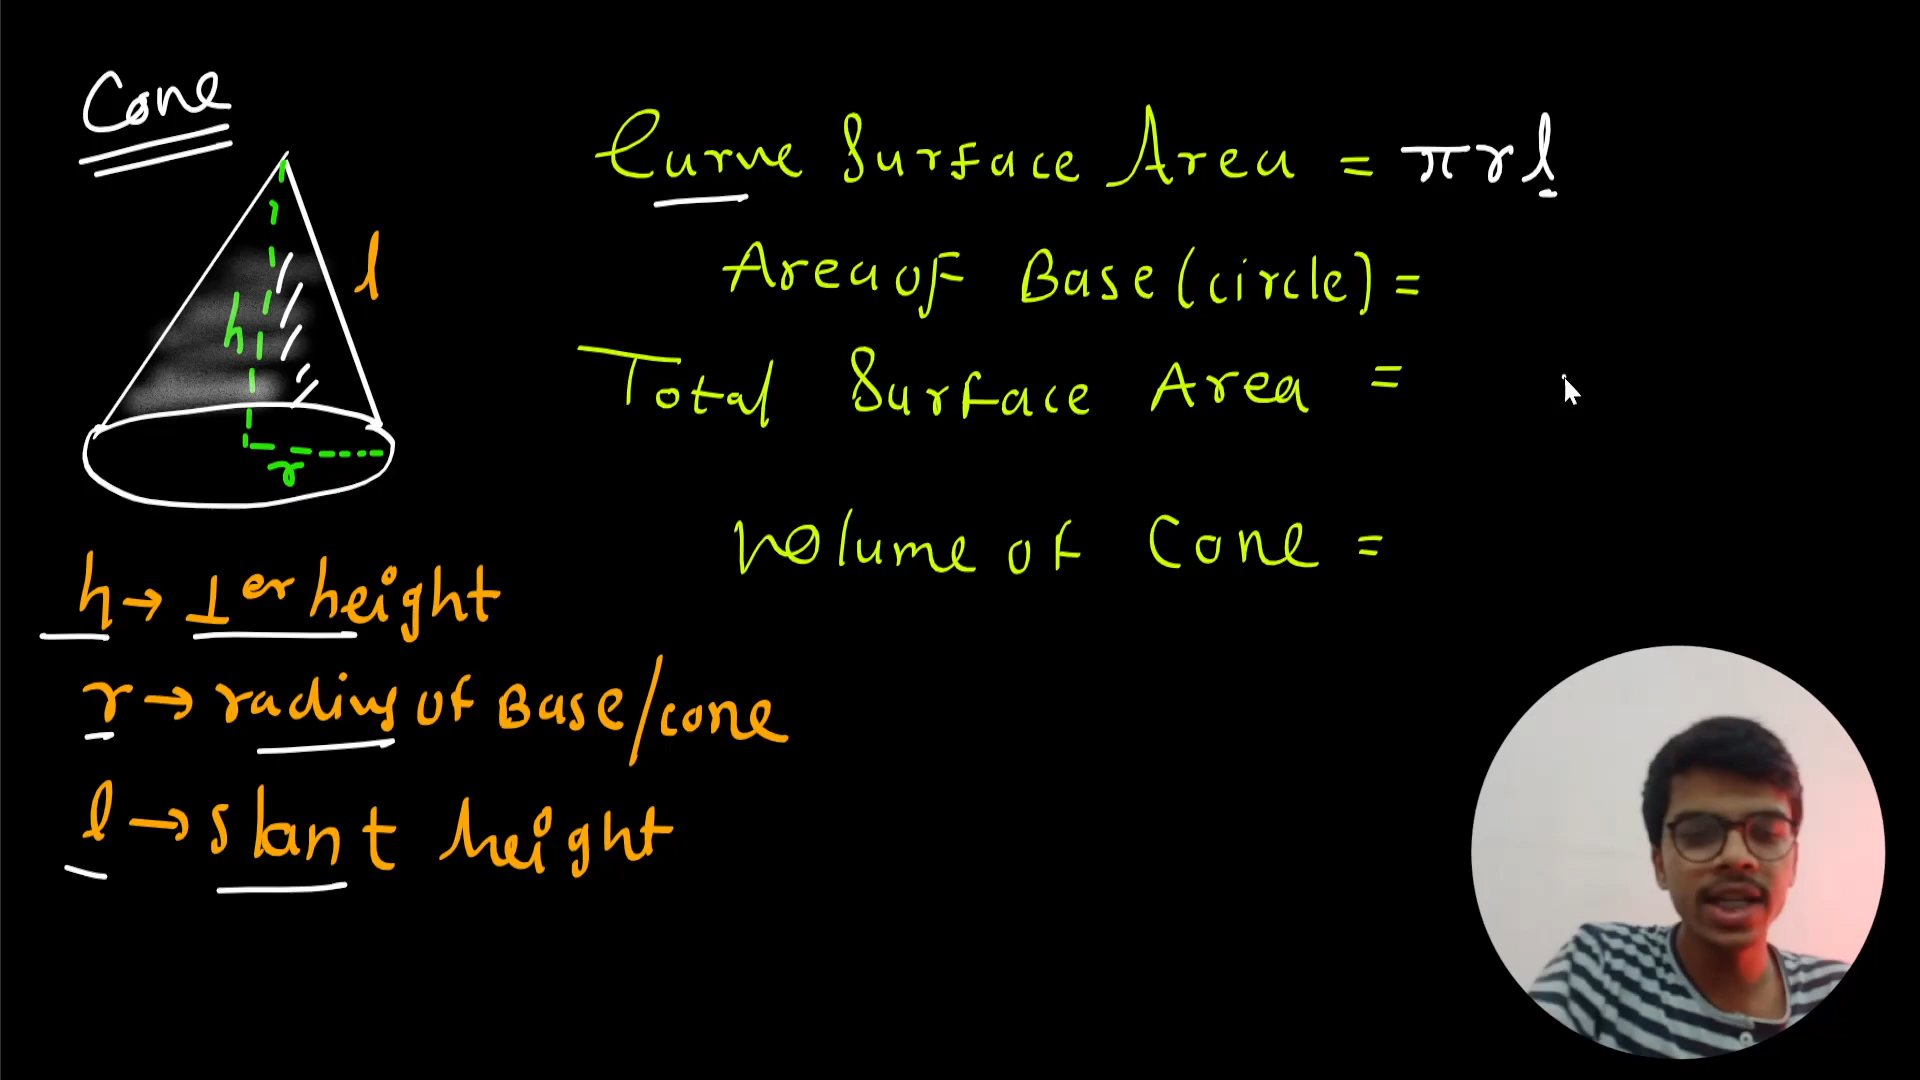 Cone
l
h
r
h → ⊥er height
r → radius of Base/cone
l → slant height
Curve Surface Area = πrl
Area of Base (circle) =
Total Surface Area =
Volume of Cone =